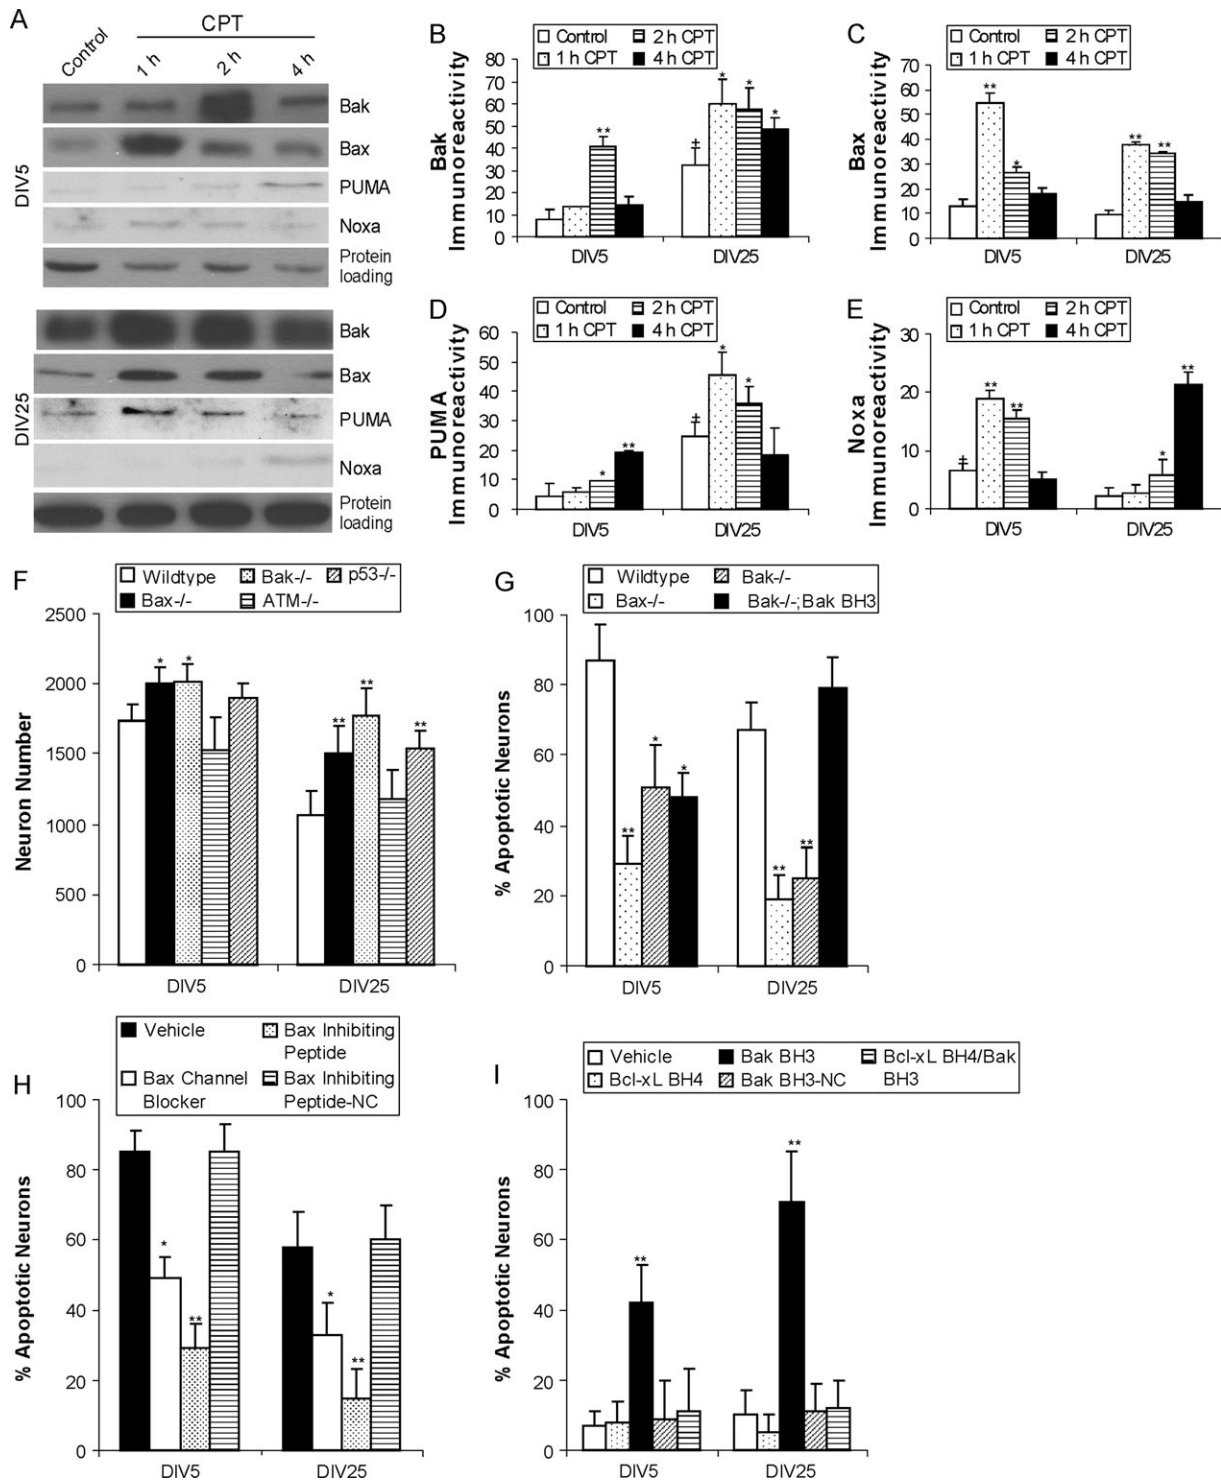 A
CPT
Control
1 h
2 h
4 h
DIV5
Bak
Bax
PUMA
Noxa
Protein
loading
DIV25
Bak
Bax
PUMA
Noxa
Protein
loading
B
Control
2 h CPT
1 h CPT
4 h CPT
Bak
Immunoreactivity
80
70
60
50
40
30
20
10
0
**
‡
*
*
*
DIV5
DIV25
C
Control
2 h CPT
1 h CPT
4 h CPT
Bax
Immunoreactivity
70
60
50
40
30
20
10
0
**
*
**
**
DIV5
DIV25
D
Control
2 h CPT
1 h CPT
4 h CPT
PUMA
Immunoreactivity
60
50
40
30
20
10
0
*
**
‡
*
*
DIV5
DIV25
E
Control
2 h CPT
1 h CPT
4 h CPT
Noxa
Immunoreactivity
30
20
10
0
‡
**
**
*
**
DIV5
DIV25
F
Wildtype
Bak-/-
p53-/-
Bax-/-
ATM-/-
Neuron Number
2500
2000
1500
1000
500
0
*
*
**
**
**
DIV5
DIV25
G
Wildtype
Bak-/-
Bax-/-
Bak-/-;Bak BH3
% Apoptotic Neurons
100
80
60
40
20
0
**
*
*
**
**
DIV5
DIV25
H
Vehicle
Bax Inhibiting
Peptide
Bax Channel
Blocker
Bax Inhibiting
Peptide-NC
% Apoptotic Neurons
100
80
60
40
20
0
*
**
*
**
DIV5
DIV25
I
Vehicle
Bak BH3
Bcl-xL BH4/Bak
BH3
Bcl-xL BH4
Bak BH3-NC
% Apoptotic Neurons
100
80
60
40
20
0
**
**
DIV5
DIV25